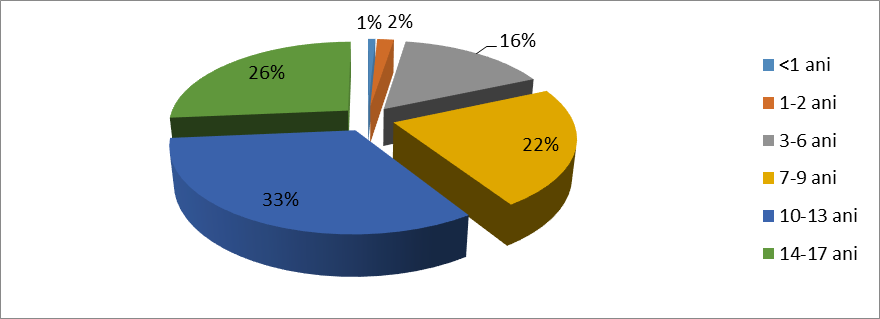 1% 2%
16%
26%
22%
33%
<1 ani
1-2 ani
3-6 ani
7-9 ani
10-13 ani
14-17 ani